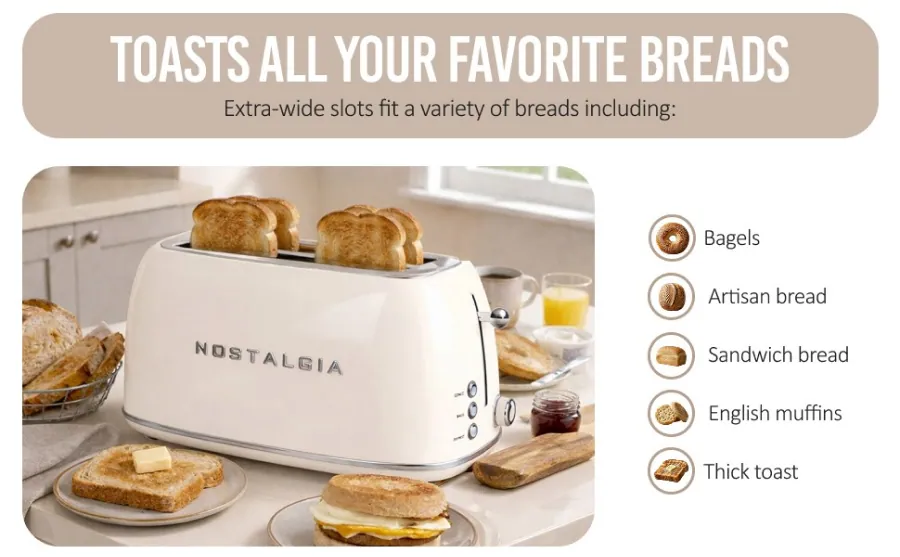 TOASTS ALL YOUR FAVORITE BREADS
Extra-wide slots fit a variety of breads including:
NOSTALGIA
Bagels
Artisan bread
Sandwich bread
English muffins
Thick toast